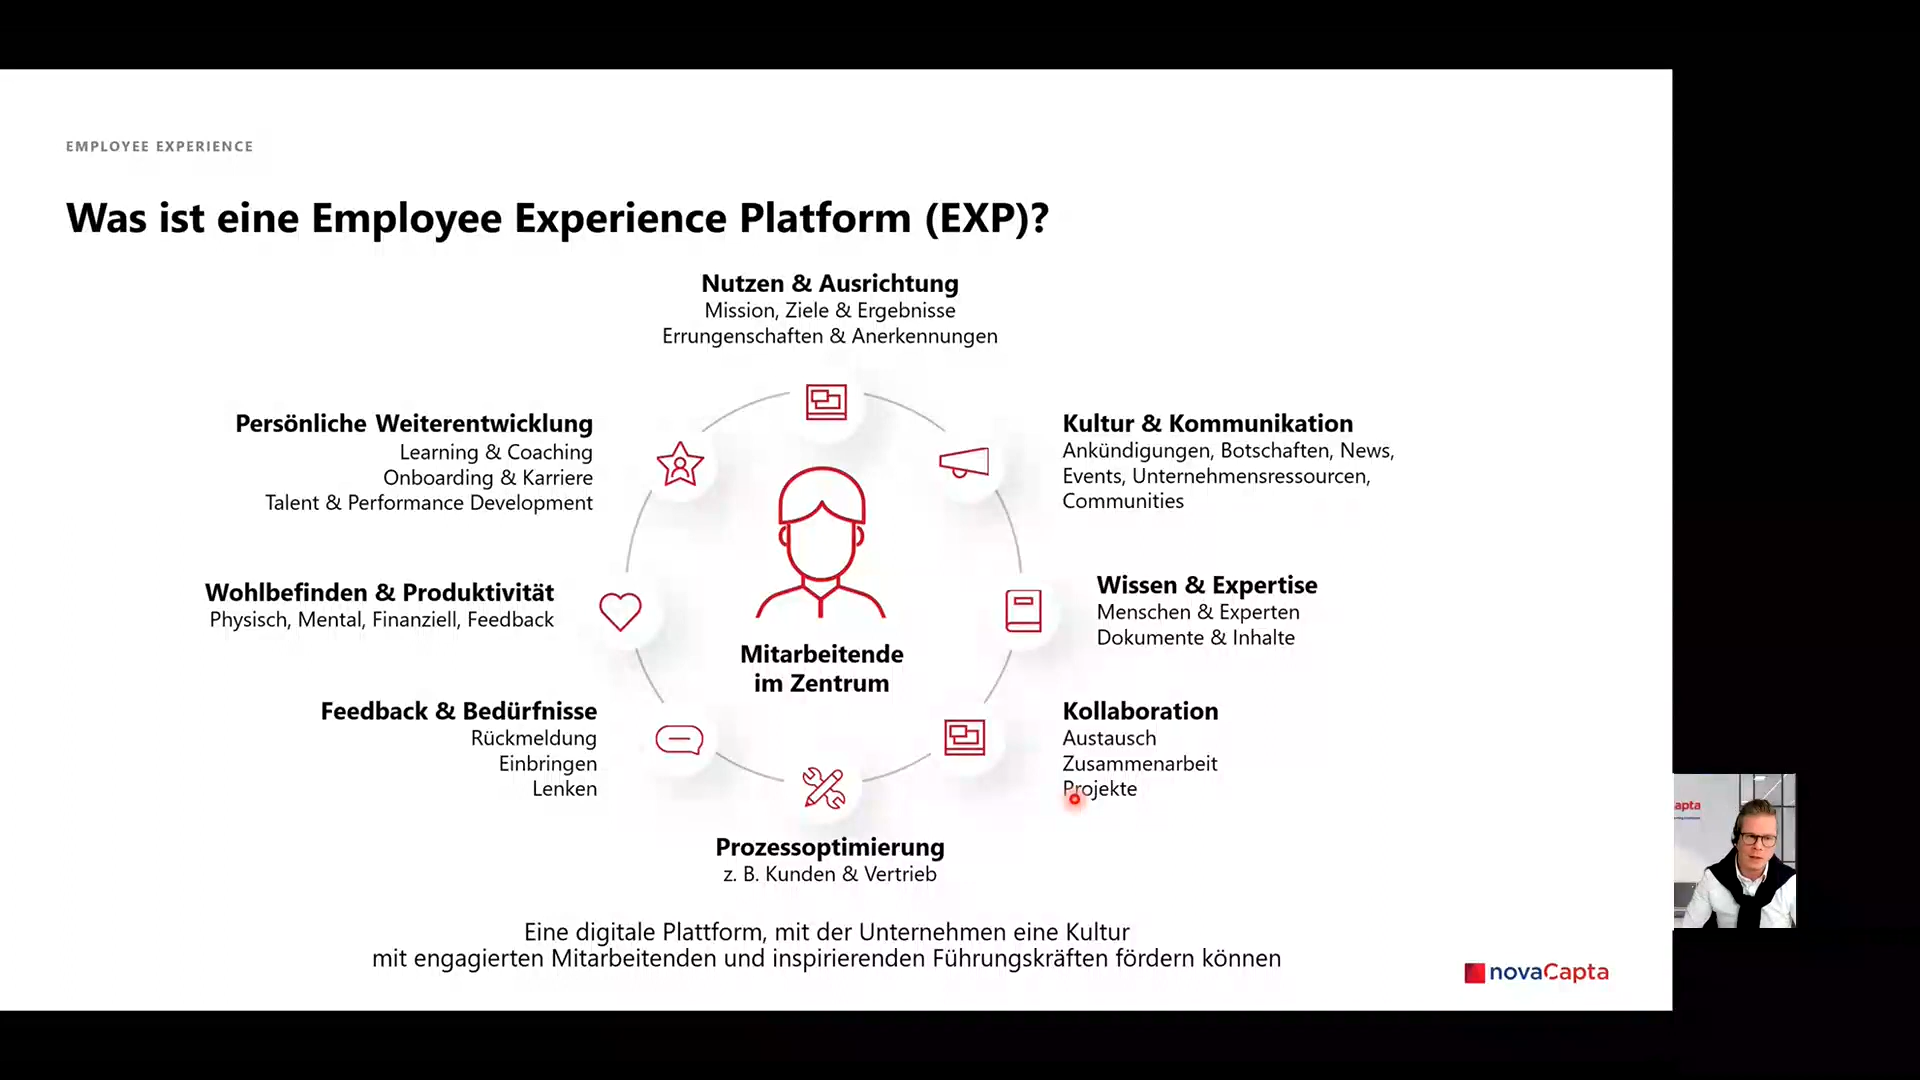 EMPLOYEE EXPERIENCE
Was ist eine Employee Experience Platform (EXP)?
Nutzen & Ausrichtung
Mission, Ziele & Ergebnisse
Errungenschaften & Anerkennungen
Persönliche Weiterentwicklung
Learning & Coaching
Onboarding & Karriere
Talent & Performance Development
Kultur & Kommunikation
Ankündigungen, Botschaften, News,
Events, Unternehmensressourcen,
Communities
Wohlbefinden & Produktivität
Physisch, Mental, Finanziell, Feedback
Wissen & Expertise
Menschen & Experten
Dokumente & Inhalte
Mitarbeitende
im Zentrum
Feedback & Bedürfnisse
Rückmeldung
Einbringen
Lenken
Kollaboration
Austausch
Zusammenarbeit
Projekte
Prozessoptimierung
z. B. Kunden & Vertrieb
Eine digitale Plattform, mit der Unternehmen eine Kultur
mit engagierten Mitarbeitenden und inspirierenden Führungskräften fördern können
novaCapta
apta